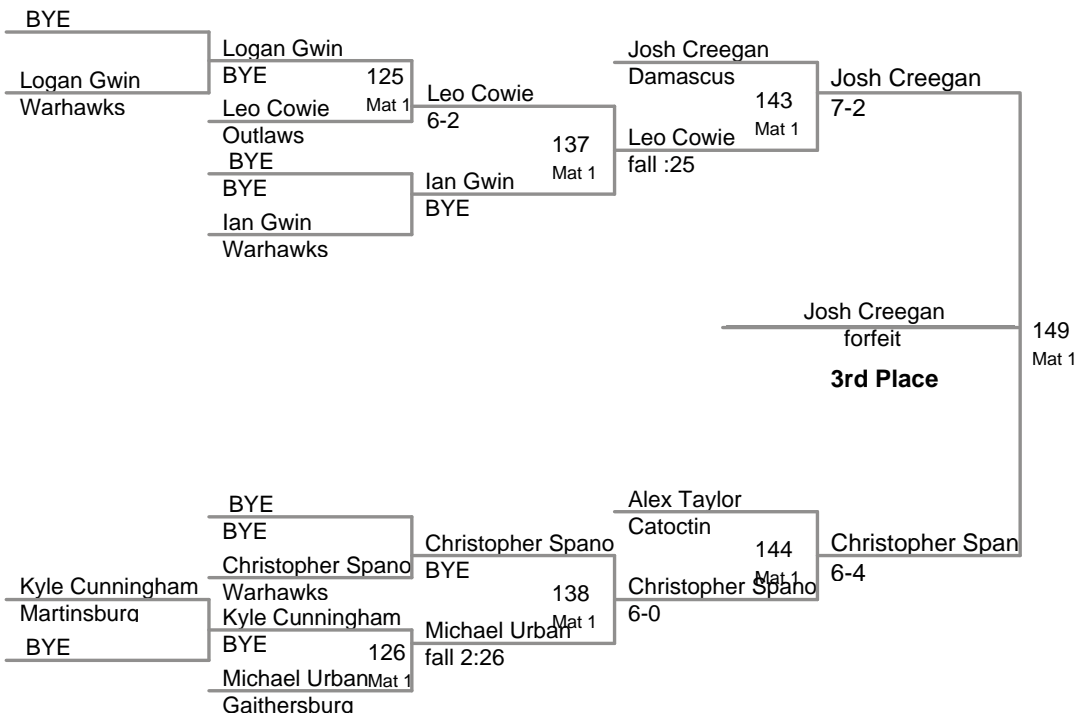 BYE
Logan Gwin
Warhawks
Logan Gwin
BYE
125
Mat 1
Leo Cowie
Outlaws
BYE
BYE
Ian Gwin
Warhawks
Leo Cowie
6-2
137
Mat 1
Ian Gwin
BYE
Josh Creegan
Damascus
143
Mat 1
Leo Cowie
fall :25
Josh Creegan
7-2
Josh Creegan
forfeit
3rd Place
149
Mat 1
BYE
BYE
Christopher Spano
Warhawks
Kyle Cunningham
Martinsburg
BYE
Kyle Cunningham
BYE
126
Mat 1
Michael Urban
Gaithersburg
Christopher Spano
BYE
138
Mat 1
Michael Urban
fall 2:26
Alex Taylor
Catoctin
144
Mat 1
Christopher Spano
6-0
Christopher Span
6-4